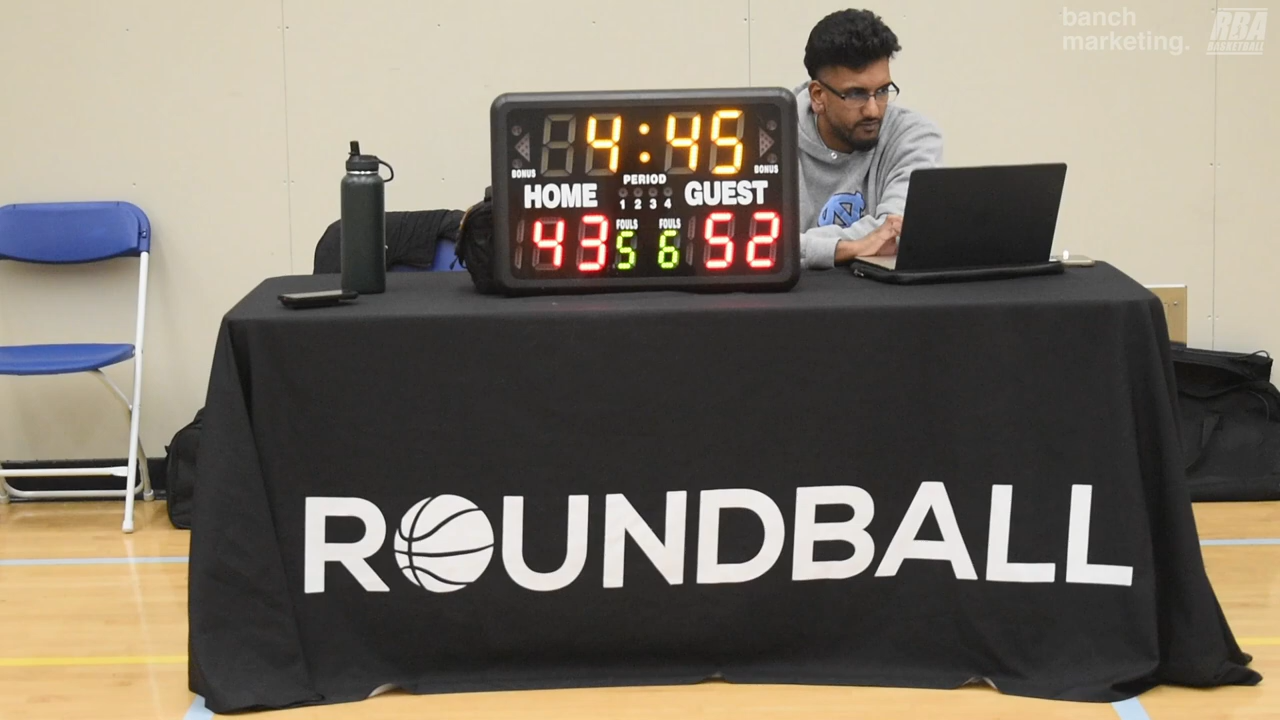 banch
marketing.
RBA
BASKETBALL
4:45
BONUS
BONUS
PERIOD
HOME
1 2 3 4
GUEST
FOULS
FOULS
43
5
6
52
ROUNDBALL